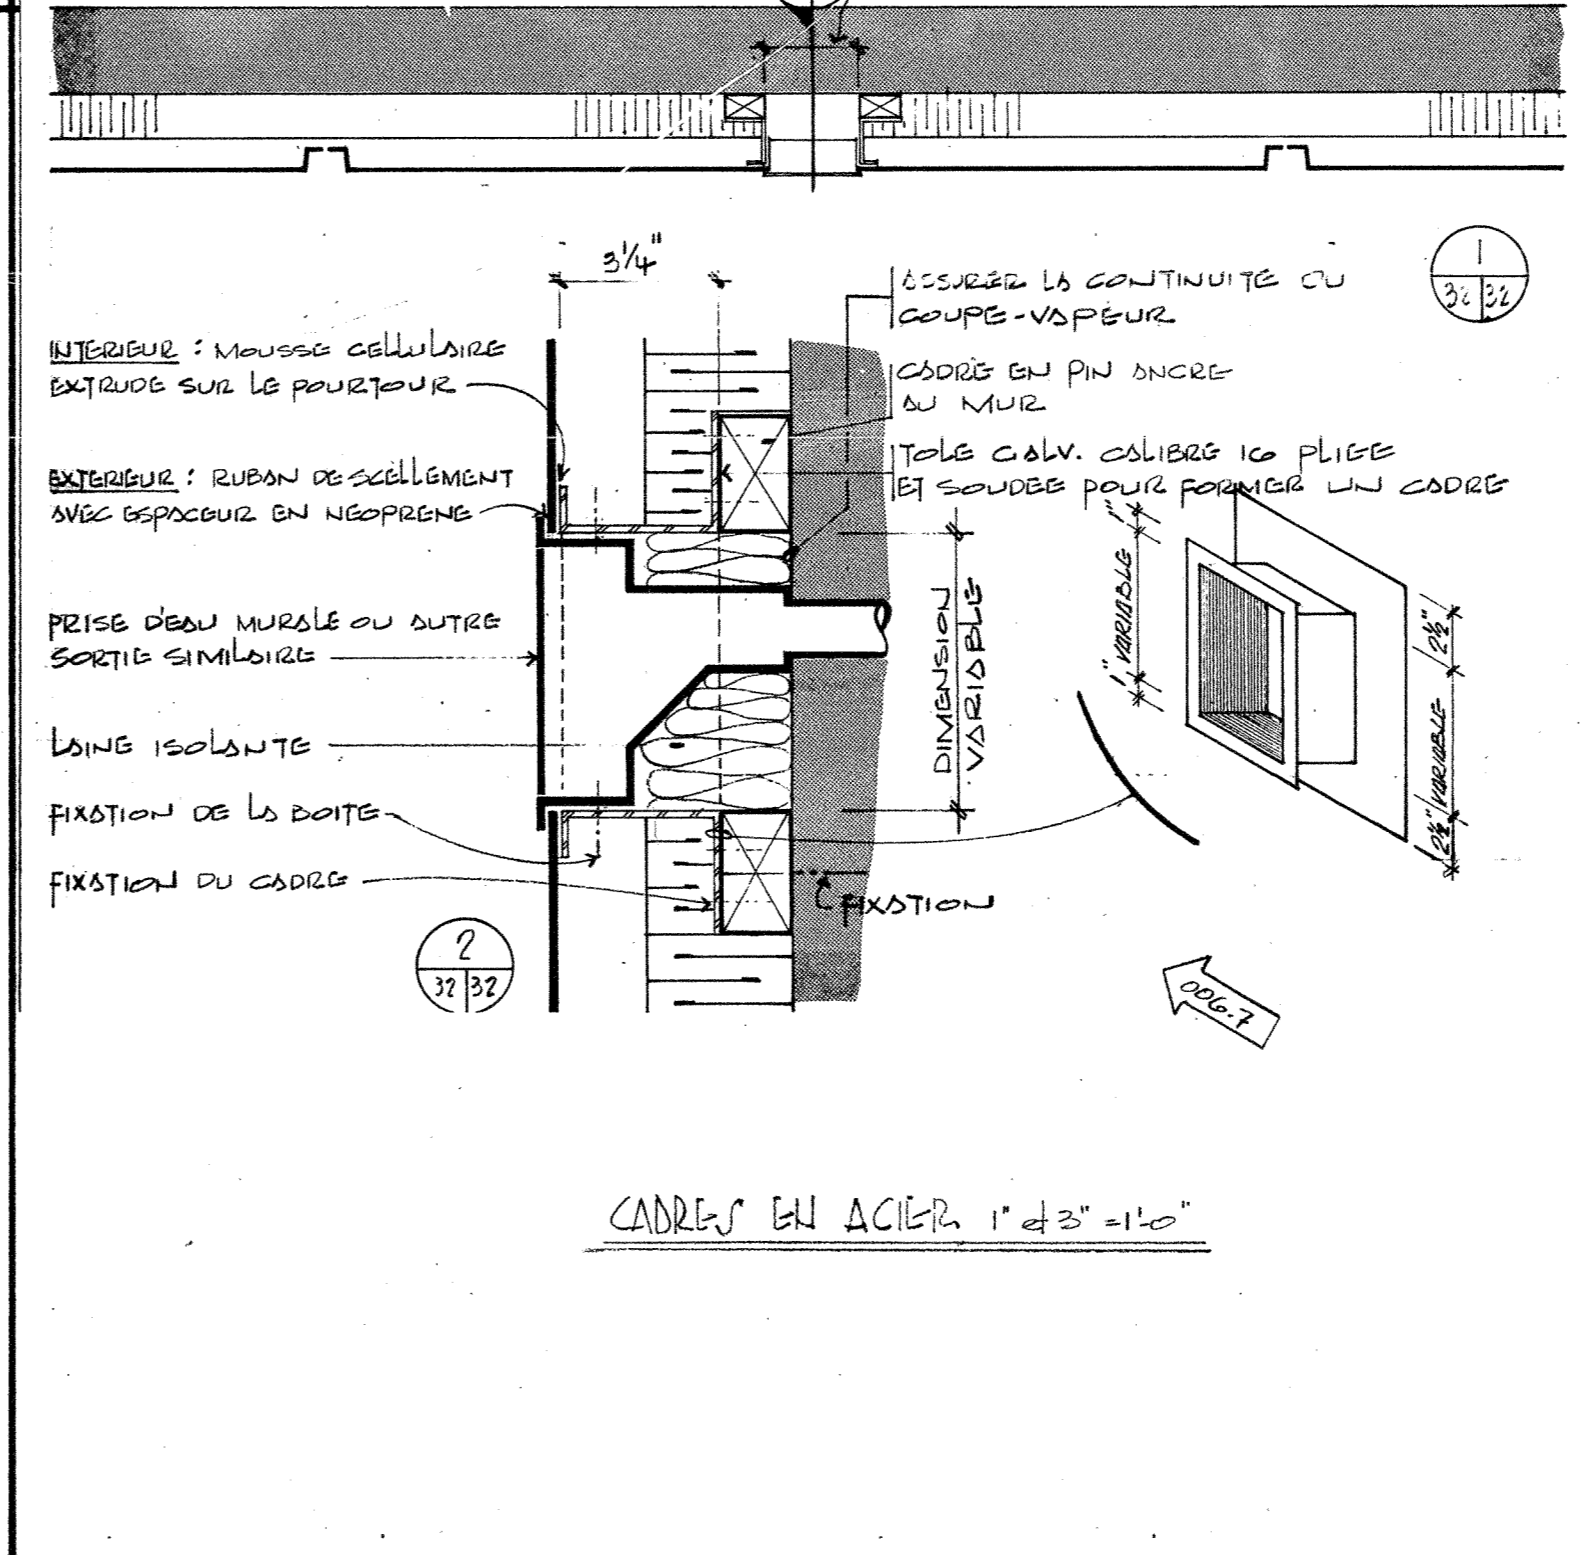 3 1/4"
ASSURER LA CONTINUITE DU
COUPE-VAPEUR
1
32 32
INTERIEUR : MOUSSE CELLULAIRE
EXTRUDE SUR LE POURTOUR
CADRE EN PIN ANCRE
AU MUR
TOLE GALV. CALIBRE 16 PLIEE
ET SOUDEE POUR FORMER UN CADRE
EXTERIEUR : RUBAN DE SCELLEMENT
AVEC ESPACEUR EN NEOPRENE
1"
VARIABLE
1"
2½"
VARIABLE
2½"
DIMENSION
VARIABLE
PRISE D'EAU MURALE OU AUTRE
SORTIE SIMILAIRE
LAINE ISOLANTE
FIXATION DE LA BOITE
FIXATION DU CADRE
FIXATION
2
32 32
006.7
CADRES EN ACIER 1" et 3" = 1'-0"